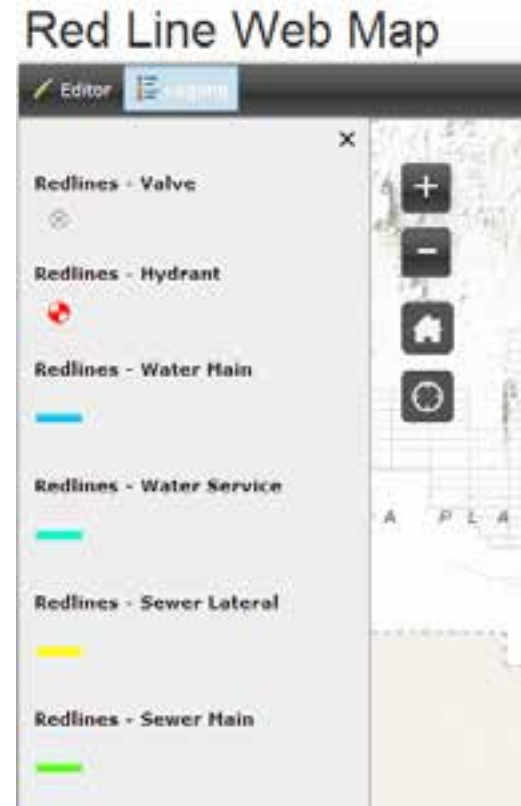 Red Line Web Map
Editor Legend
Redlines - Valve
Redlines - Hydrant
Redlines - Water Main
Redlines - Water Service
A P L A
Redlines - Sewer Lateral
Redlines - Sewer Main